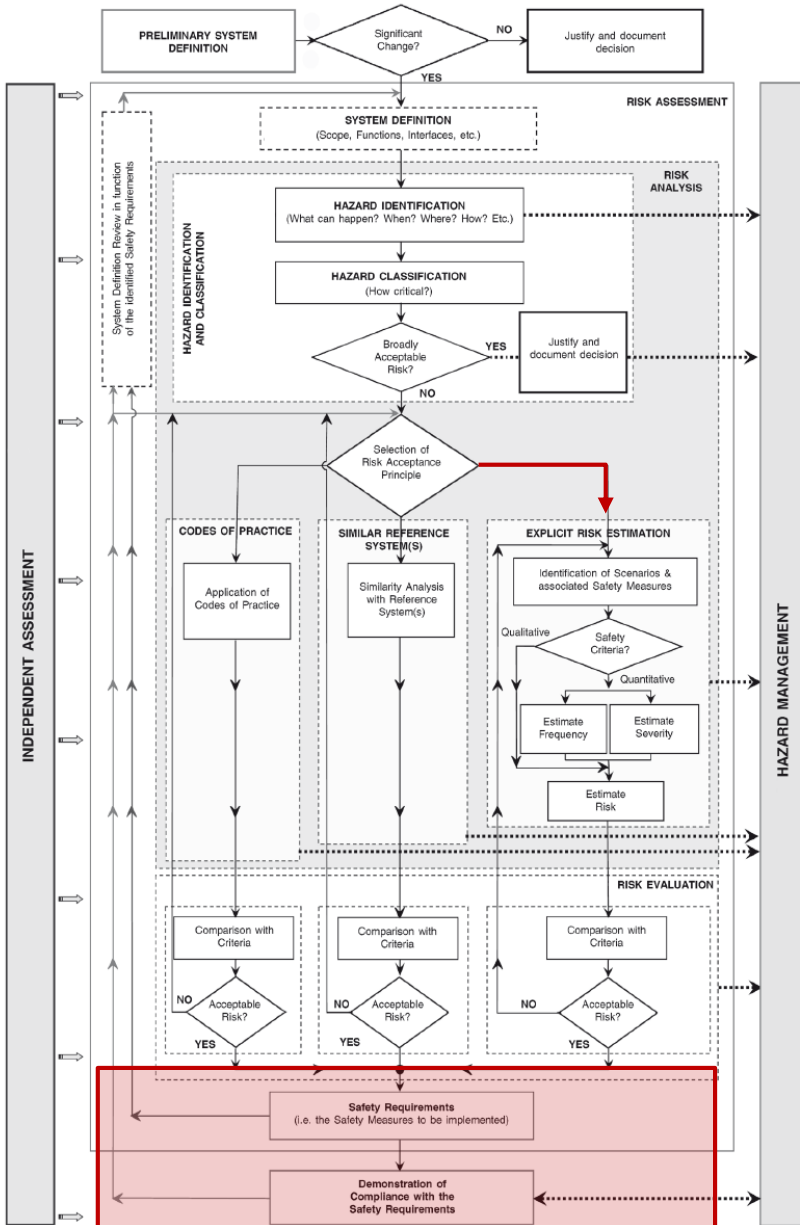 PRELIMINARY SYSTEM
DEFINITION
Significant
Change?
NO
Justify and document
decision
YES
RISK ASSESSMENT
SYSTEM DEFINITION
(Scope, Functions, Interfaces, etc.)
System Definition Review in function
of the identified Safety Requirements
RISK
ANALYSIS
HAZARD IDENTIFICATION
AND CLASSIFICATION
HAZARD IDENTIFICATION
(What can happen? When? Where? How? Etc.)
HAZARD CLASSIFICATION
(How critical?)
Broadly
Acceptable
Risk?
YES
Justify and
document decision
NO
Selection of
Risk Acceptance
Principle
INDEPENDENT ASSESSMENT
HAZARD MANAGEMENT
CODES OF PRACTICE
Application of
Codes of Practice
SIMILAR REFERENCE
SYSTEM(S)
Similarity Analysis
with Reference
System(s)
EXPLICIT RISK ESTIMATION
Identification of Scenarios &
associated Safety Measures
Qualitative
Safety
Criteria?
Quantitative
Estimate
Frequency
Estimate
Severity
Estimate
Risk
RISK EVALUATION
Comparison with
Criteria
Acceptable
Risk?
NO
YES
Comparison with
Criteria
Acceptable
Risk?
NO
YES
Comparison with
Criteria
Acceptable
Risk?
NO
YES
Safety Requirements
(i.e. the Safety Measures to be implemented)
Demonstration of
Compliance with the
Safety Requirements